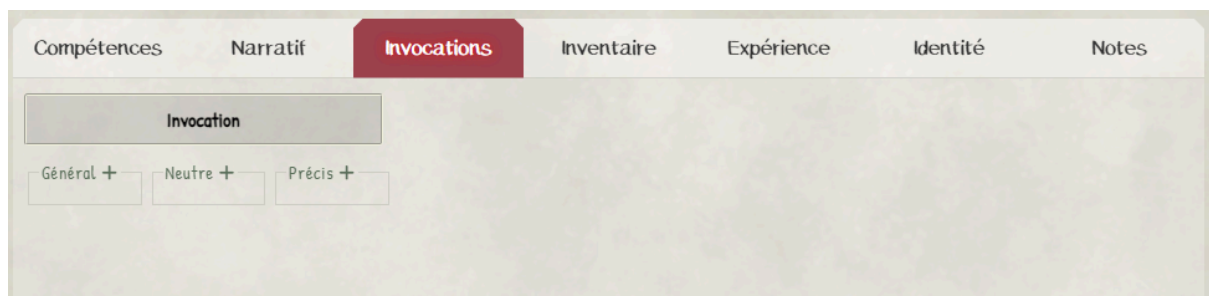 Compétences Narratif Invocations Inventaire Expérience Identité Notes
Invocation
Général + Neutre + Précis +